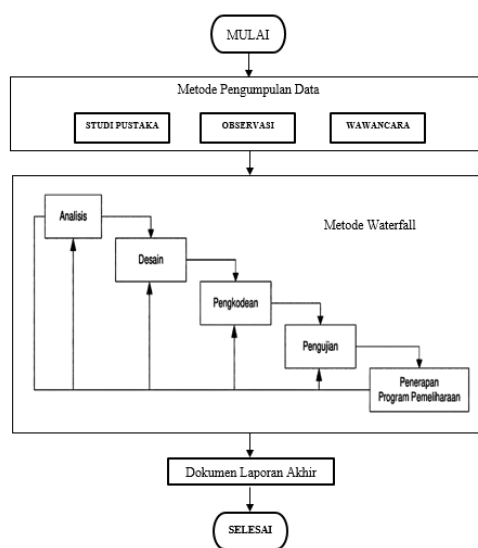 MULAI
Metode Pengumpulan Data
STUDI PUSTAKA
OBSERVASI
WAWANCARA
Metode Waterfall
Analisis
Desain
Pengkodean
Pengujian
Penerapan
Program Pemeliharaan
Dokumen Laporan Akhir
SELESAI